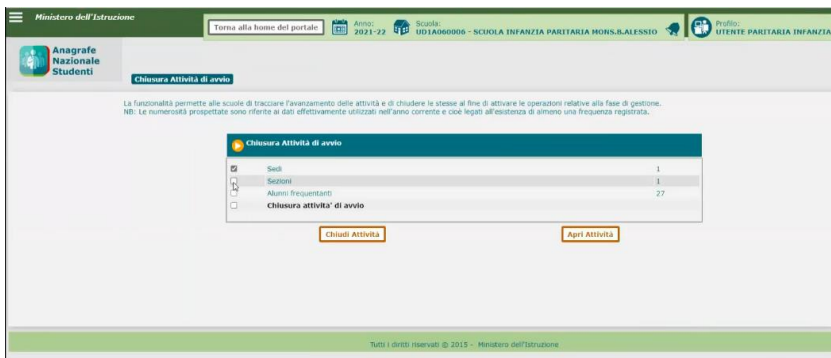 Ministero dell'Istruzione
Torna alla home del portale
Anno:
2021-22
Scuola:
UD1A060006 - SCUOLA INFANZIA PARITARIA MONS.B.ALESSIO
Profilo:
UTENTE PARITARIA INFANZIA
Anagrafe
Nazionale
Studenti
Chiusura Attività di avvio
La funzionalità permette alle scuole di tracciare l'avanzamento delle attività e di chiudere le stesse al fine di attivare le operazioni relative alla fase di gestione.
NB: Le numerosità prospettate sono riferite ai dati effettivamente utilizzati nell'anno corrente e cioè legati all'esistenza di almeno una frequenza registrata.
Chiusura Attività di avvio
Sedi 1
Sezioni 1
Alunni frequentanti 27
Chiusura attivita' di avvio
Chiudi Attività Apri Attività
Tutti i diritti riservati © 2015 - Ministero dell'Istruzione